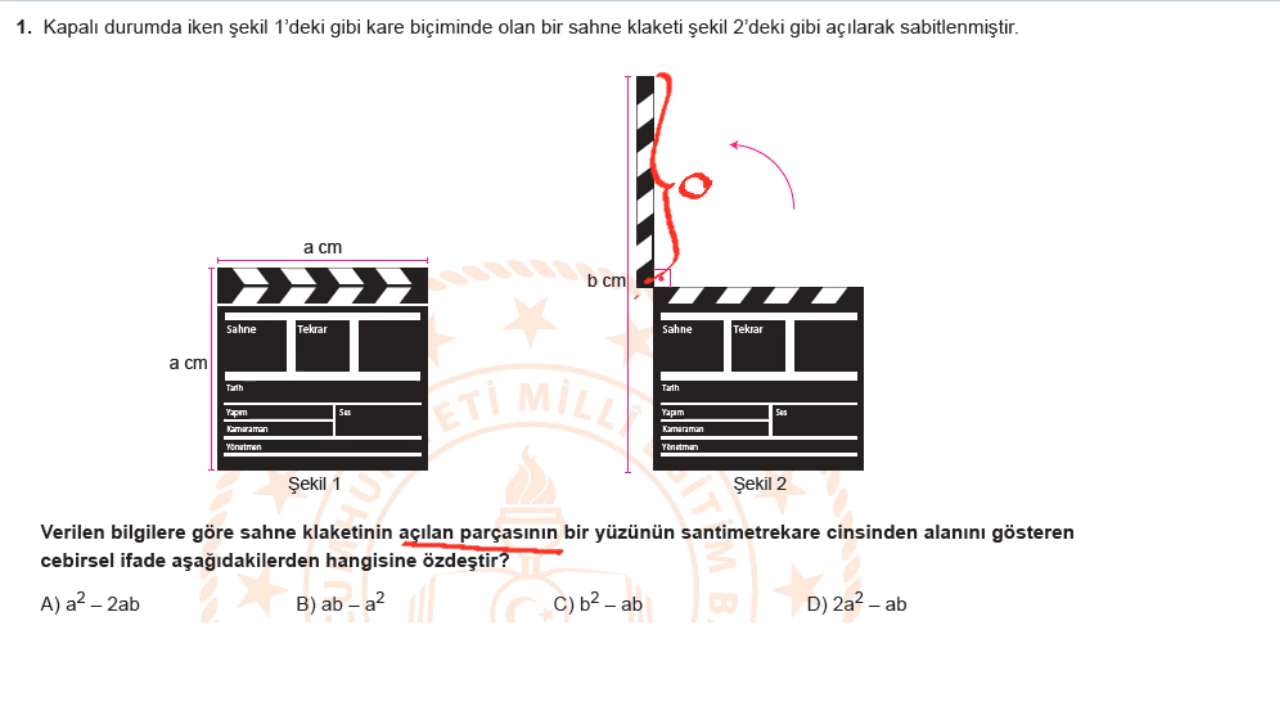 1. Kapalı durumda iken şekil 1'deki gibi kare biçiminde olan bir sahne klaketi şekil 2'deki gibi açılarak sabitlenmiştir.
a cm
a cm
Sahne
Tekrar
Tarih
Yapım
Ses
Kameraman
Yönetmen
Şekil 1
b cm
a
Sahne
Tekrar
Tarih
Yapım
Ses
Kameraman
Yönetmen
Şekil 2
Verilen bilgilere göre sahne klaketinin açılan parçasının bir yüzünün santimetrekare cinsinden alanını gösteren
cebirsel ifade aşağıdakilerden hangisine özdeştir?
A) a² – 2ab B) ab – a² C) b² – ab D) 2a² – ab